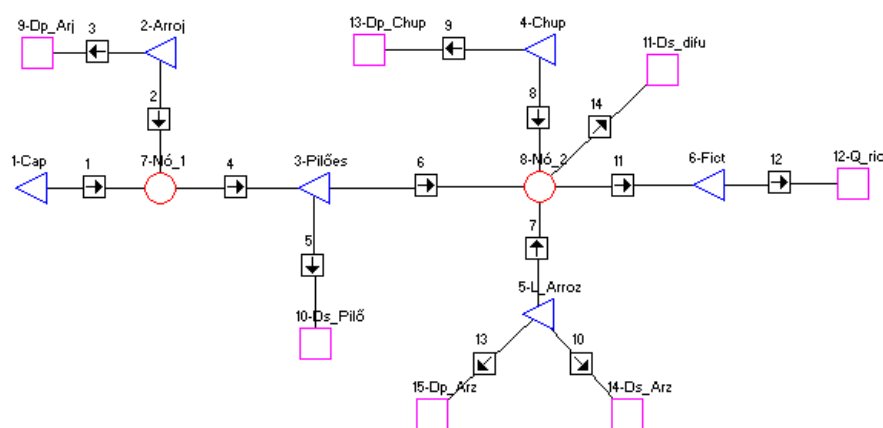 9-Dp_Arj
3
2-Arroj
13-Dp_Chup
9
4-Chup
11-Ds_difu
2
8
14
1-Cap
1
7-Nó_1
4
3-Pilões
6
8-Nó_2
11
6-Fict
12
12-Q_rio
5
7
5-L_Arroz
10-Ds_Pilõ
13
10
15-Dp_Arz
14-Ds_Arz